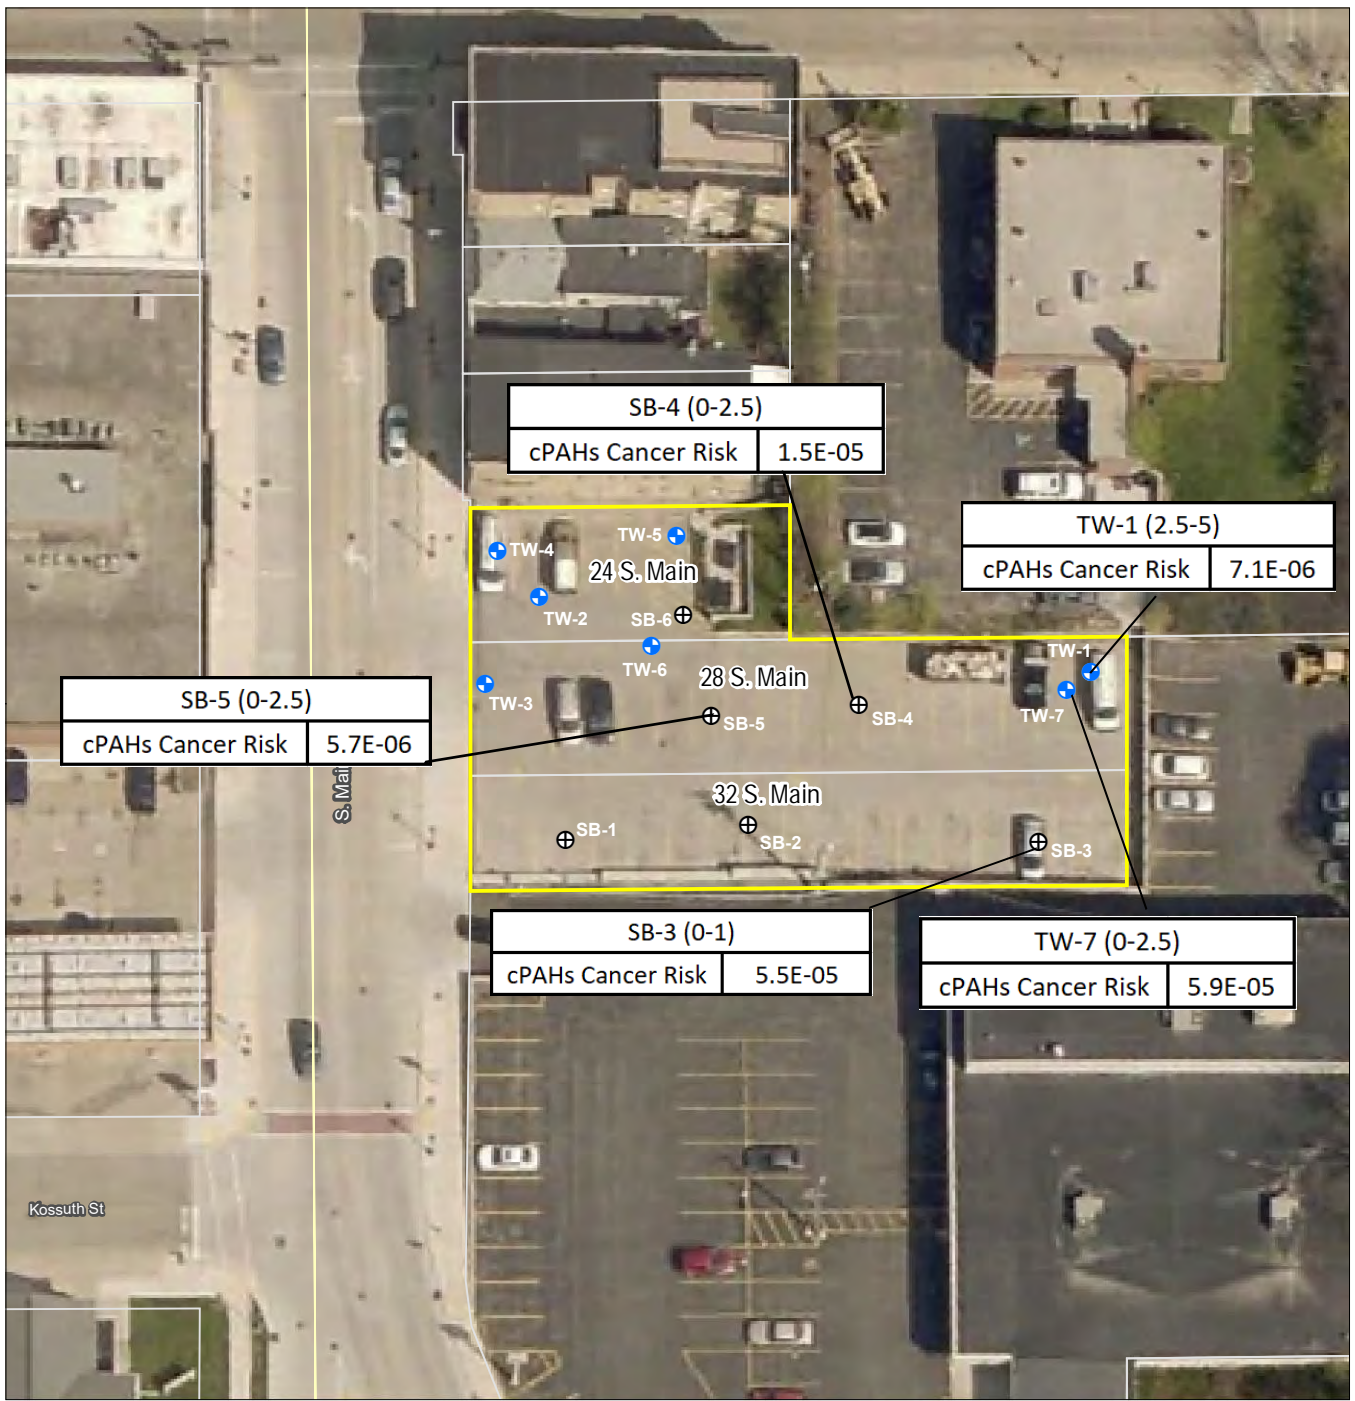 SB-4 (0-2.5)
cPAHs Cancer Risk 1.5E-05
TW-1 (2.5-5)
cPAHs Cancer Risk 7.1E-06
TW-4
TW-5
24 S. Main
TW-2
SB-6
TW-6
TW-1
28 S. Main
TW-3
SB-5
SB-4
TW-7
SB-5 (0-2.5)
cPAHs Cancer Risk 5.7E-06
S. Main
32 S. Main
SB-1
SB-2
SB-3
SB-3 (0-1)
cPAHs Cancer Risk 5.5E-05
TW-7 (0-2.5)
cPAHs Cancer Risk 5.9E-05
Kossuth St